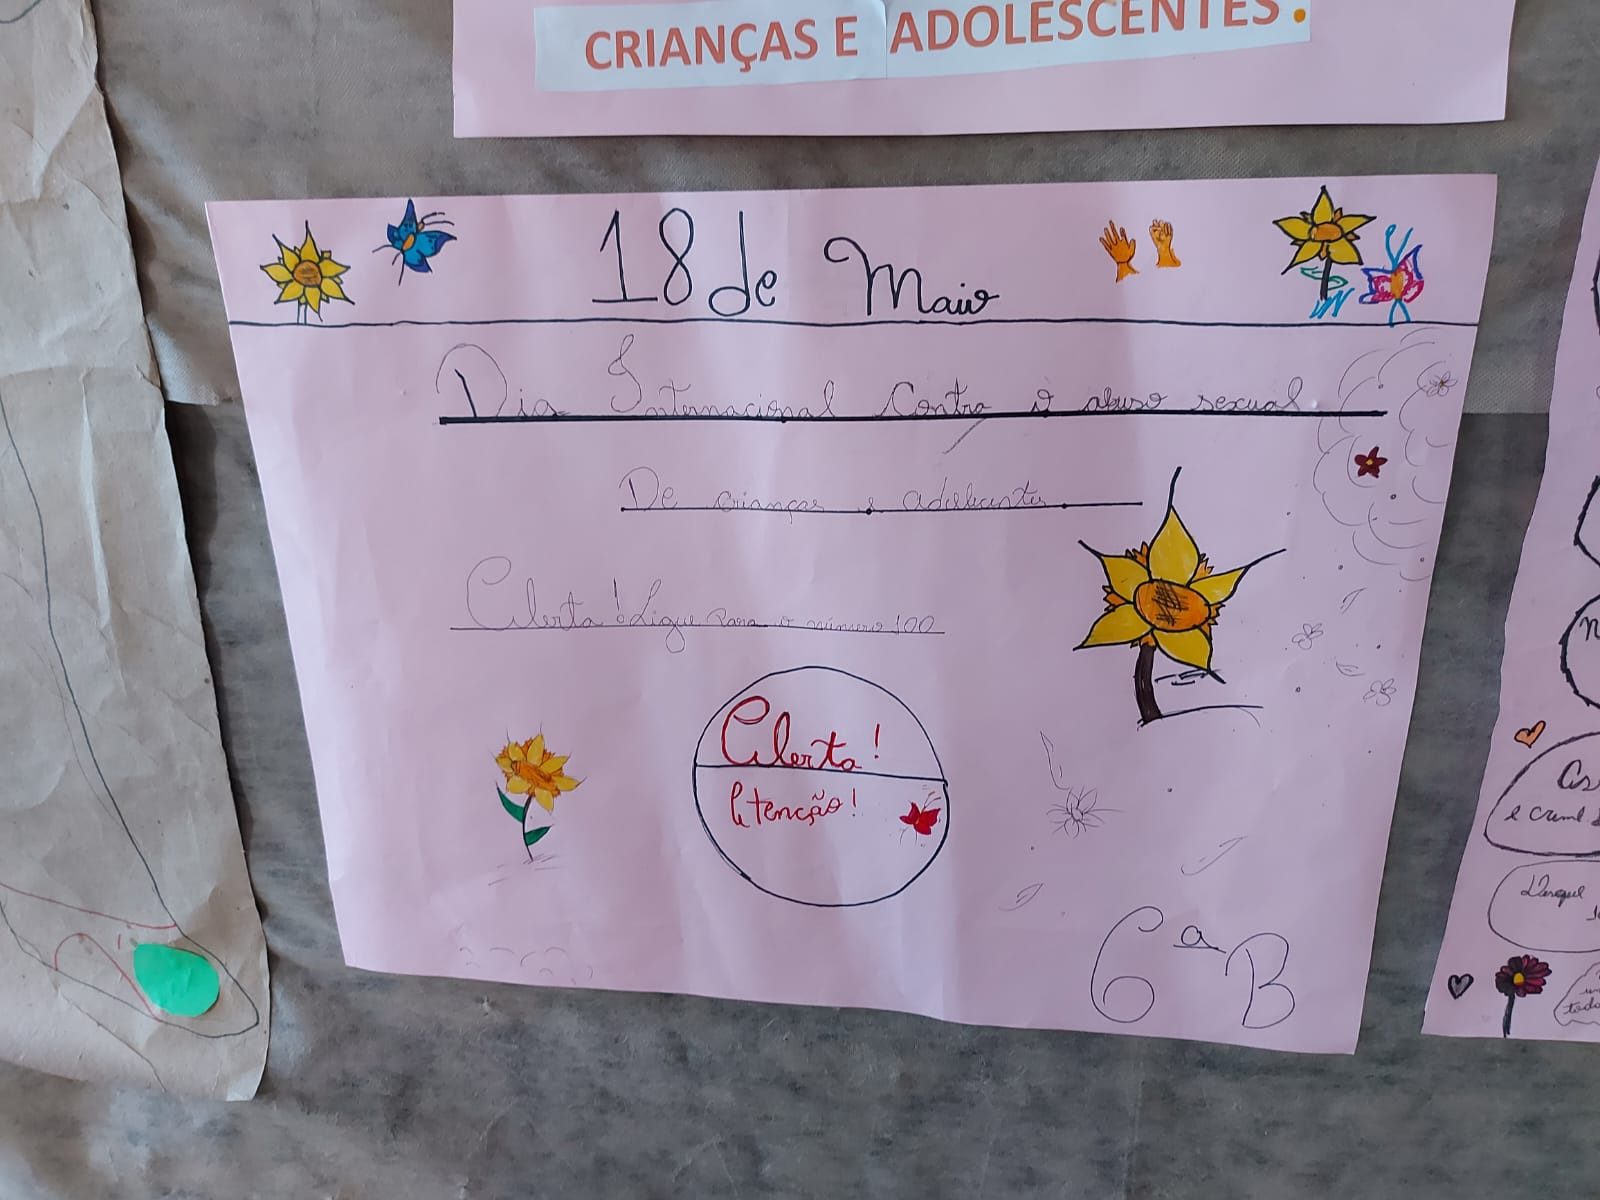 CRIANÇAS E ADOLESCENTES.
18 de Maio
Dia Internacional Contra o abuso sexual
De crianças e adolescentes.
Alerta! Ligue Para o número 100
Alerta!
Atenção!
6ª B
e crime